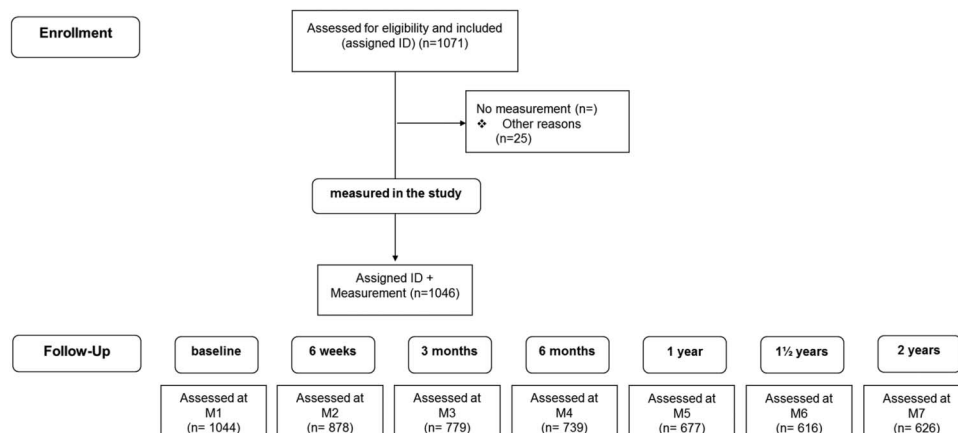 Enrollment
Assessed for eligibility and included
(assigned ID) (n=1071)
No measurement (n=)
❖ Other reasons
(n=25)
measured in the study
Assigned ID +
Measurement (n=1046)
Follow-Up
baseline
6 weeks
3 months
6 months
1 year
1½ years
2 years
Assessed at
M1
(n= 1044)
Assessed at
M2
(n= 878)
Assessed at
M3
(n= 779)
Assessed at
M4
(n= 739)
Assessed at
M5
(n= 677)
Assessed at
M6
(n= 616)
Assessed at
M7
(n= 626)